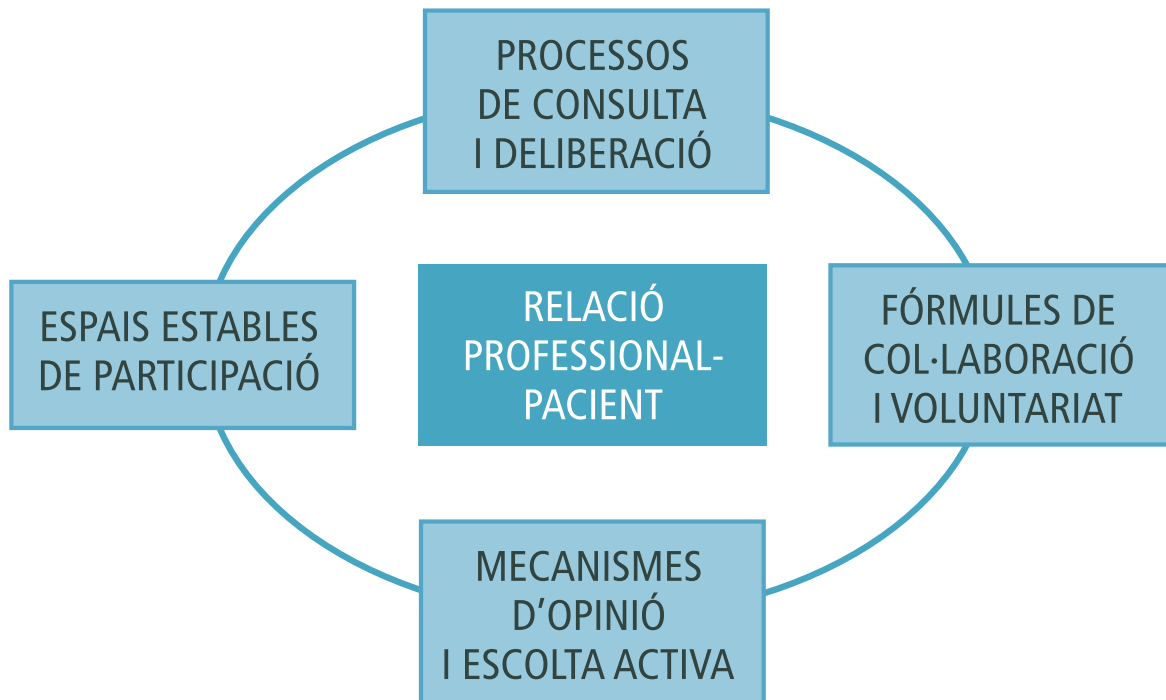 PROCESSOS
DE CONSULTA
I DELIBERACIÓ
ESPAIS ESTABLES
DE PARTICIPACIÓ
RELACIÓ
PROFESSIONAL-
PACIENT
FÓRMULES DE
COL·LABORACIÓ
I VOLUNTARIAT
MECANISMES
D’OPINIÓ
I ESCOLTA ACTIVA